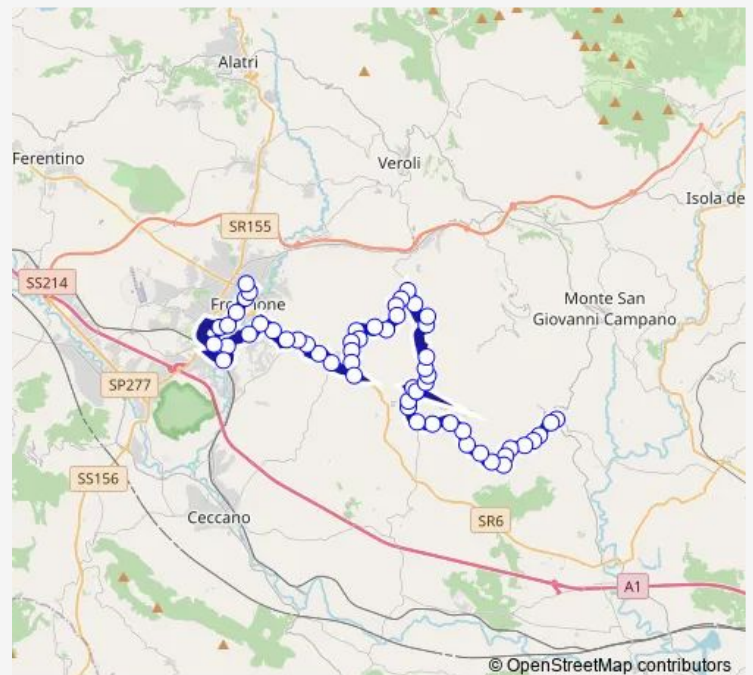 Alatri
Ferentino
Veroli
SR155
Isola de
SS214
Monte San
Giovanni Campano
SP277
SS156
Ceccano
SR6
A1
© OpenStreetMap contributors